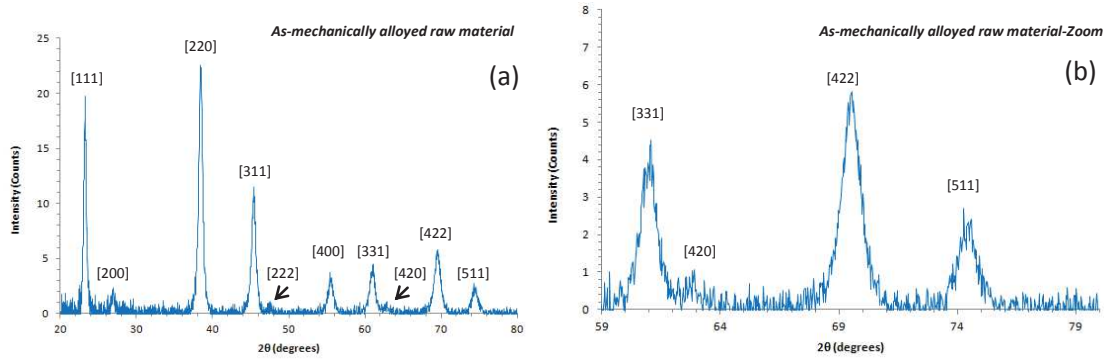 As-mechanically alloyed raw material
(a)
Intensity (Counts)
25
20
15
10
5
0
[111]
[200]
[220]
[311]
[222]
[400]
[331]
[420]
[422]
[511]
20 30 40 50 60 70 80
2θ (degrees)
As-mechanically alloyed raw material-Zoom
(b)
Intensity (Counts)
8
7
6
5
4
3
2
1
0
[331]
[420]
[422]
[511]
59 64 69 74 79
2θ (degrees)